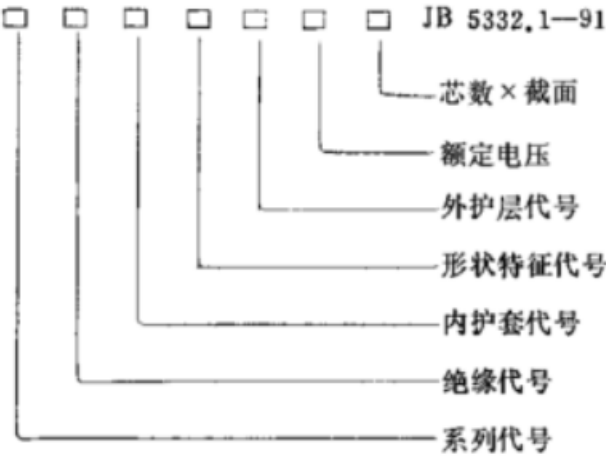 □ □ □ □ □ □ □ JB 5332.1—91
芯数×截面
额定电压
外护层代号
形状特征代号
内护套代号
绝缘代号
系列代号